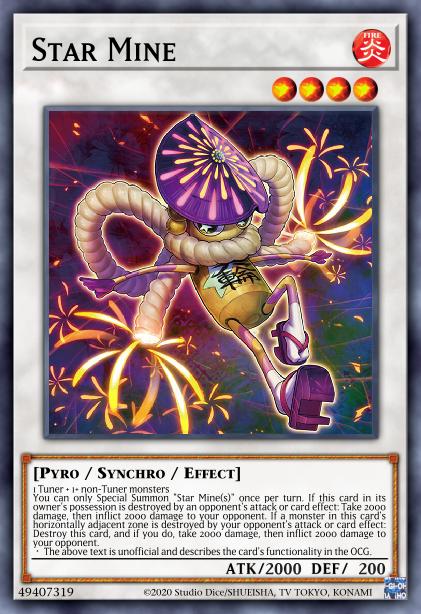 STAR MINE
FIRE
炎
[PYRO / SYNCHRO / EFFECT]
1 Tuner + 1+ non-Tuner monsters
You can only Special Summon "Star Mine(s)" once per turn. If this card in its
owner's possession is destroyed by an opponent's attack or card effect: Take 2000
damage, then inflict 2000 damage to your opponent. If a monster in this card's
horizontally adjacent zone is destroyed by your opponent's attack or card effect:
Destroy this card, and if you do, take 2000 damage, then inflict 2000 damage to
your opponent.
· The above text is unofficial and describes the card's functionality in the OCG.
ATK/2000 DEF/ 200
49407319
©2020 Studio Dice/SHUEISHA, TV TOKYO, KONAMI